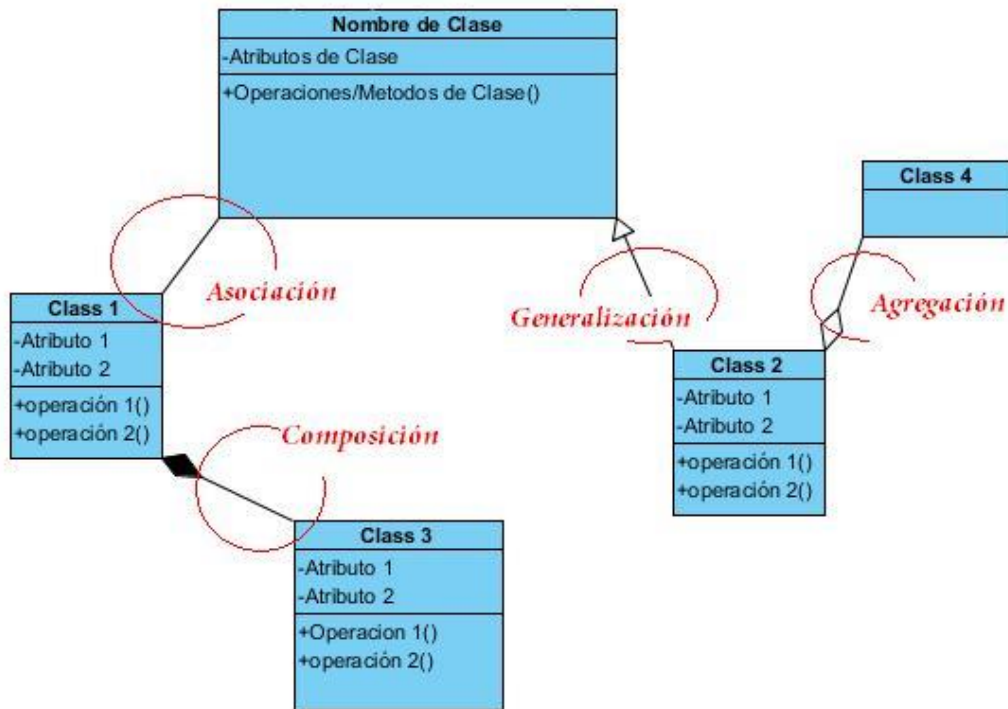 Nombre de Clase
-Atributos de Clase
+Operaciones/Metodos de Clase()
Class 4
Asociación
Generalización
Agregación
Class 1
-Atributo 1
-Atributo 2
+operación 1()
+operación 2()
Class 2
-Atributo 1
-Atributo 2
+operación 1()
+operación 2()
Composición
Class 3
-Atributo 1
-Atributo 2
+Operacion 1()
+operación 2()